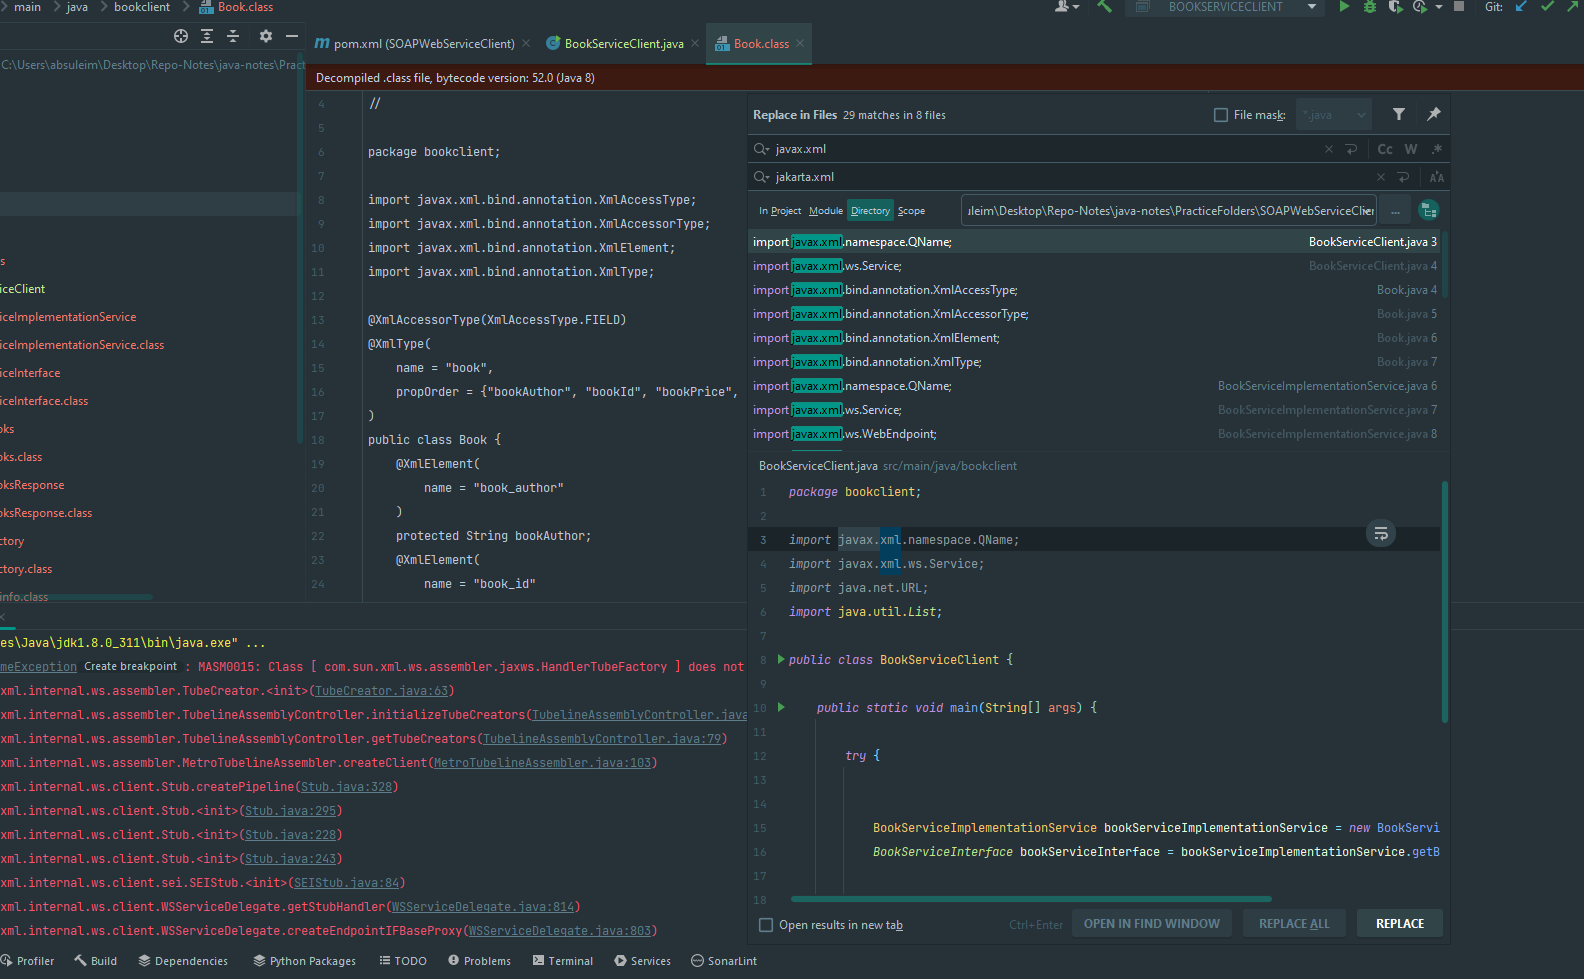 main java bookclient Book.class
BOOKSERVICECLIENT Git:
C:\Users\absuleim\Desktop\Repo-Notes\java-notes\Pract
m pom.xml (SOAPWebServiceClient) BookServiceClient.java Book.class
Decompiled .class file, bytecode version: 52.0 (Java 8)
s
iceClient
iceImplementationService
iceImplementationService.class
iceInterface
iceInterface.class
oks
oks.class
oksResponse
oksResponse.class
ctory
ctory.class
info.class
4 //
5
6 package bookclient;
7
8 import javax.xml.bind.annotation.XmlAccessType;
9 import javax.xml.bind.annotation.XmlAccessorType;
10 import javax.xml.bind.annotation.XmlElement;
11 import javax.xml.bind.annotation.XmlType;
12
13 @XmlAccessorType(XmlAccessType.FIELD)
14 @XmlType(
15 name = "book",
16 propOrder = {"bookAuthor", "bookId", "bookPrice",
17 )
18 public class Book {
19 @XmlElement(
20 name = "book_author"
21 )
22 protected String bookAuthor;
23 @XmlElement(
24 name = "book_id"
Replace in Files 29 matches in 8 files File mask: *.java
javax.xml Cc W .*
jakarta.xml
In Project Module Directory Scope uleim\Desktop\Repo-Notes\java-notes\PracticeFolders\SOAPWebServiceClier ...
import javax.xml.namespace.QName; BookServiceClient.java 3
import javax.xml.ws.Service; BookServiceClient.java 4
import javax.xml.bind.annotation.XmlAccessType; Book.java 4
import javax.xml.bind.annotation.XmlAccessorType; Book.java 5
import javax.xml.bind.annotation.XmlElement; Book.java 6
import javax.xml.bind.annotation.XmlType; Book.java 7
import javax.xml.namespace.QName; BookServiceImplementationService.java 6
import javax.xml.ws.Service; BookServiceImplementationService.java 7
import javax.xml.ws.WebEndpoint; BookServiceImplementationService.java 8
BookServiceClient.java src/main/java/bookclient
1 package bookclient;
2
3 import javax.xml.namespace.QName;
4 import javax.xml.ws.Service;
5 import java.net.URL;
6 import java.util.List;
7
8 public class BookServiceClient {
9
10 public static void main(String[] args) {
11
12 try {
13
14
15 BookServiceImplementationService bookServiceImplementationService = new BookServi
16 BookServiceInterface bookServiceInterface = bookServiceImplementationService.getB
17
18
Open results in new tab Ctrl+Enter OPEN IN FIND WINDOW REPLACE ALL REPLACE
es\Java\jdk1.8.0_311\bin\java.exe" ...
meException Create breakpoint : MASM0015: Class [ com.sun.xml.ws.assembler.jaxws.HandlerTubeFactory ] does not
xml.internal.ws.assembler.TubeCreator.<init>(TubeCreator.java:63)
xml.internal.ws.assembler.TubelineAssemblyController.initializeTubeCreators(TubelineAssemblyController.java
xml.internal.ws.assembler.TubelineAssemblyController.getTubeCreators(TubelineAssemblyController.java:79)
xml.internal.ws.assembler.MetroTubelineAssembler.createClient(MetroTubelineAssembler.java:103)
xml.internal.ws.client.Stub.createPipeline(Stub.java:328)
xml.internal.ws.client.Stub.<init>(Stub.java:295)
xml.internal.ws.client.Stub.<init>(Stub.java:228)
xml.internal.ws.client.Stub.<init>(Stub.java:243)
xml.internal.ws.client.sei.SEIStub.<init>(SEIStub.java:84)
xml.internal.ws.client.WSServiceDelegate.getStubHandler(WSServiceDelegate.java:814)
xml.internal.ws.client.WSServiceDelegate.createEndpointIFBaseProxy(WSServiceDelegate.java:803)
Profiler Build Dependencies Python Packages TODO Problems Terminal Services SonarLint